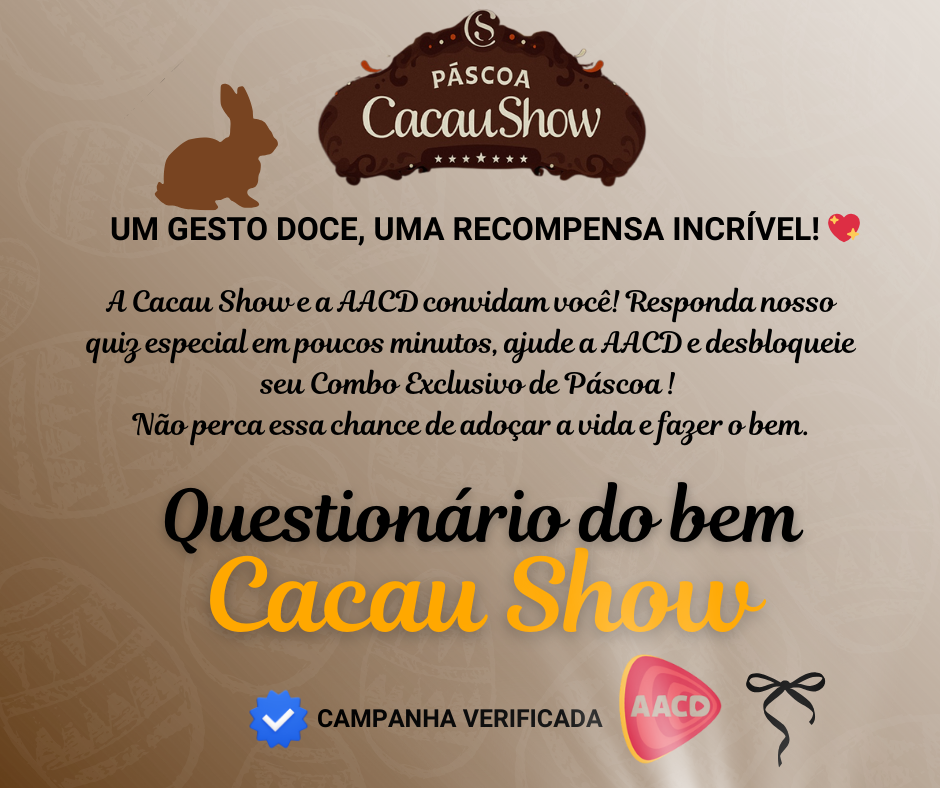 CS
PÁSCOA
CacauShow
UM GESTO DOCE, UMA RECOMPENSA INCRÍVEL! 💖
A Cacau Show e a AACD convidam você! Responda nosso
quiz especial em poucos minutos, ajude a AACD e desbloqueie
seu Combo Exclusivo de Páscoa !
Não perca essa chance de adoçar a vida e fazer o bem.
Questionário do bem
Cacau Show
CAMPANHA VERIFICADA
AACD